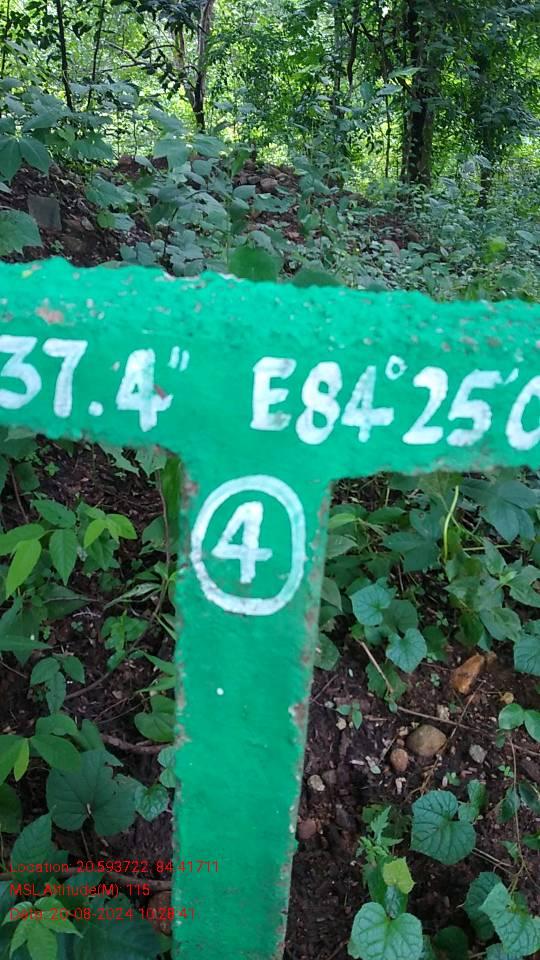 37.4" E84°25'0
4
Location: 20.593722, 84.41711
MSL Altitude(M): 115
Date: 20-08-2024 10:28:41